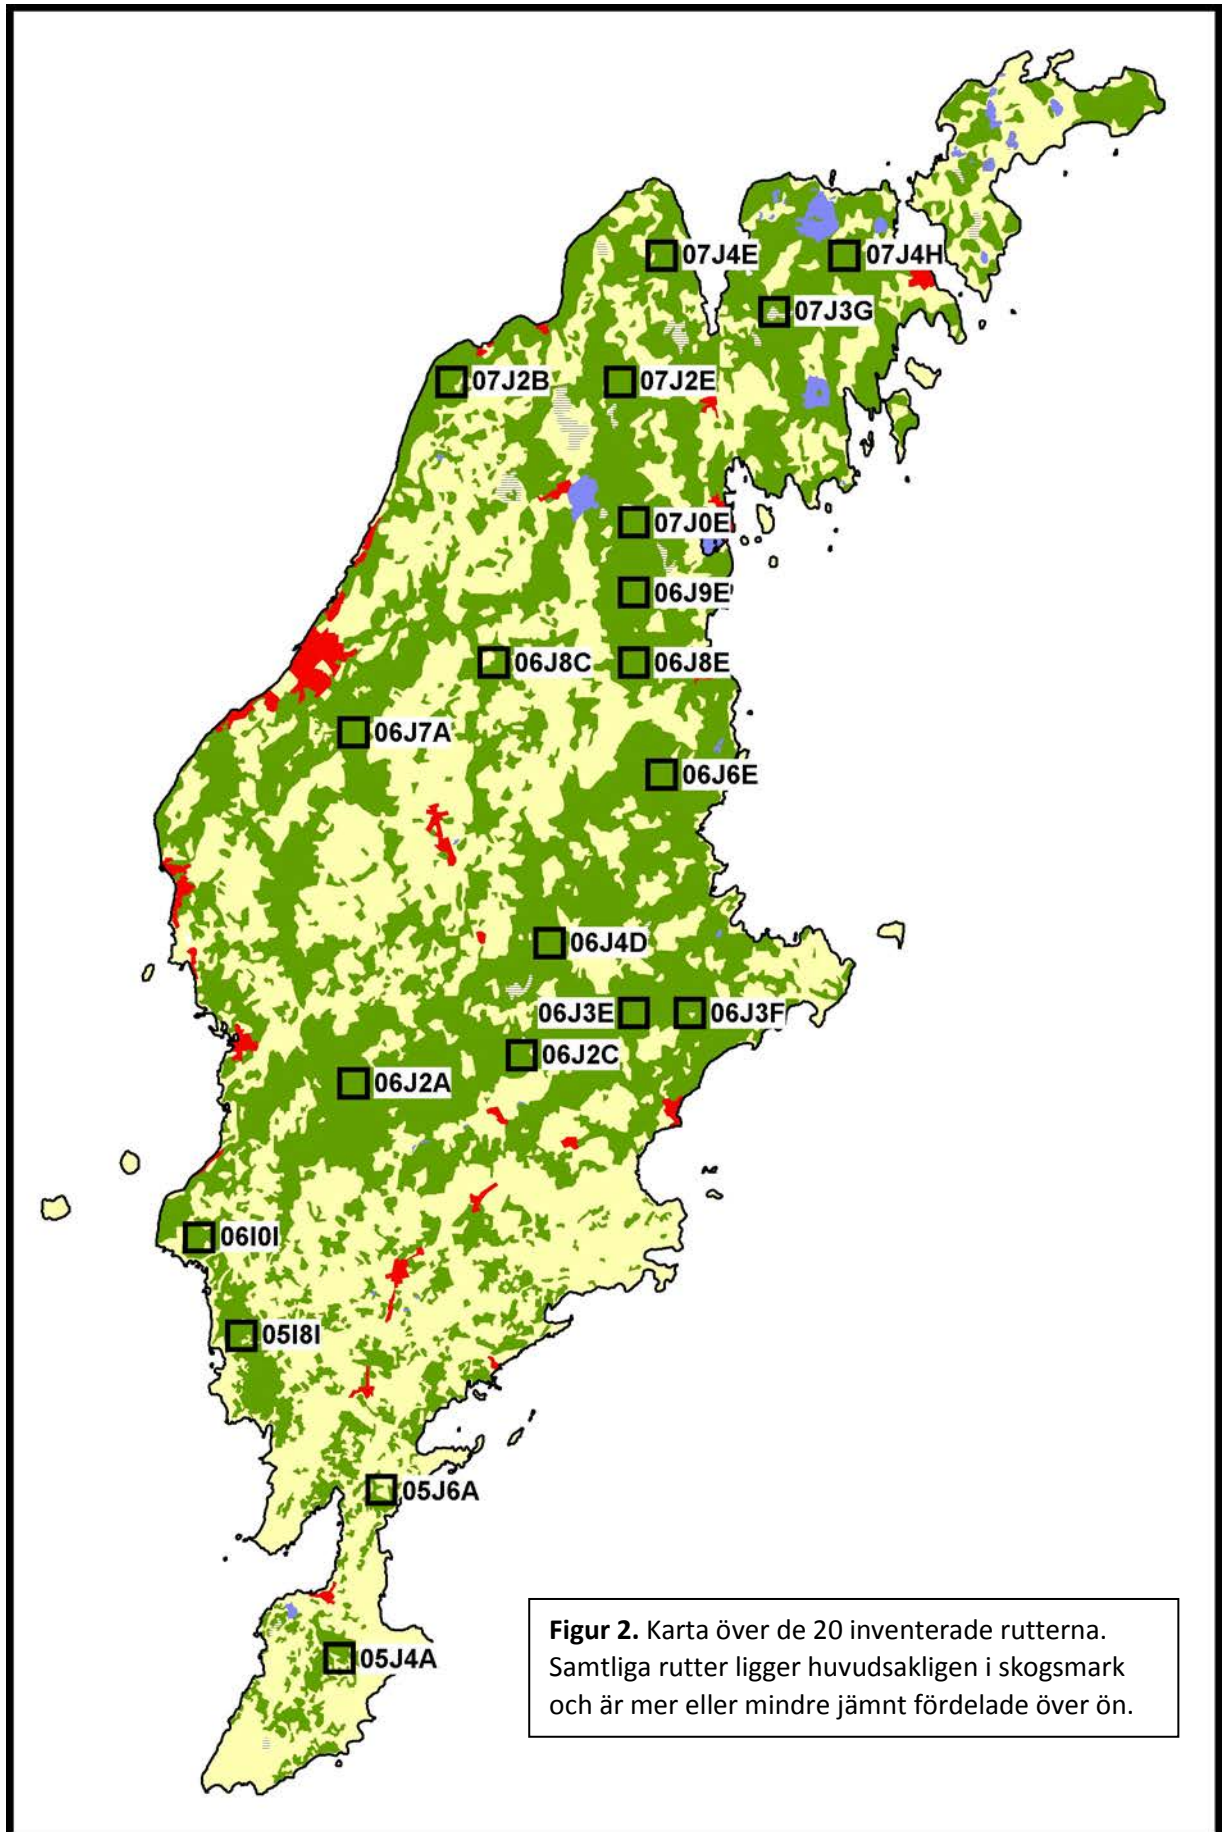 07J4E
07J4H
07J3G
07J2B
07J2E
07J0E
06J9E
06J8C
06J8E
06J7A
06J6E
06J4D
06J3E
06J3F
06J2C
06J2A
06I0I
05I8I
05J6A
05J4A
Figur 2. Karta över de 20 inventerade rutterna.
Samtliga rutter ligger huvudsakligen i skogsmark
och är mer eller mindre jämnt fördelade över ön.